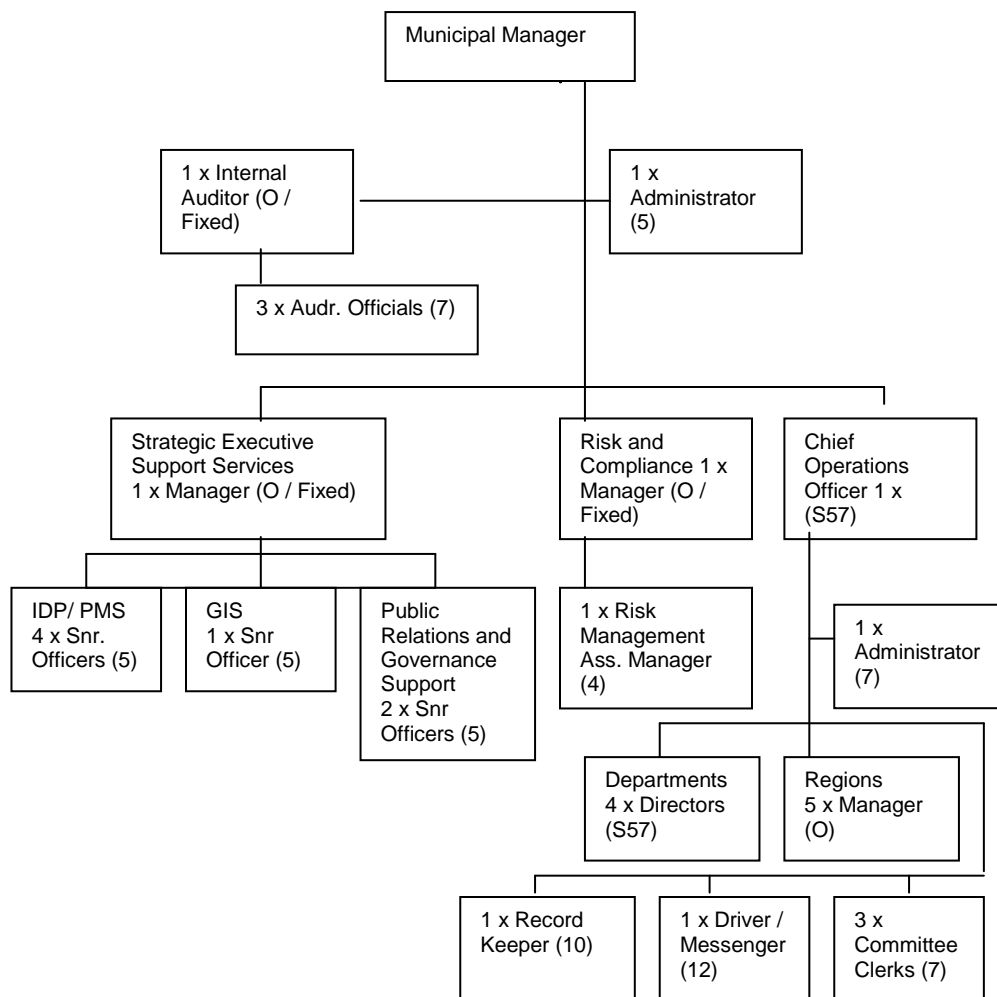 Municipal Manager
1 x Internal
Auditor (O /
Fixed)
1 x
Administrator
(5)
3 x Audr. Officials (7)
Strategic Executive
Support Services
1 x Manager (O / Fixed)
Risk and
Compliance 1 x
Manager (O /
Fixed)
Chief
Operations
Officer 1 x
(S57)
IDP/ PMS
4 x Snr.
Officers (5)
GIS
1 x Snr
Officer (5)
Public
Relations and
Governance
Support
2 x Snr
Officers (5)
1 x Risk
Management
Ass. Manager
(4)
1 x
Administrator
(7)
Departments
4 x Directors
(S57)
Regions
5 x Manager
(O)
1 x Record
Keeper (10)
1 x Driver /
Messenger
(12)
3 x
Committee
Clerks (7)